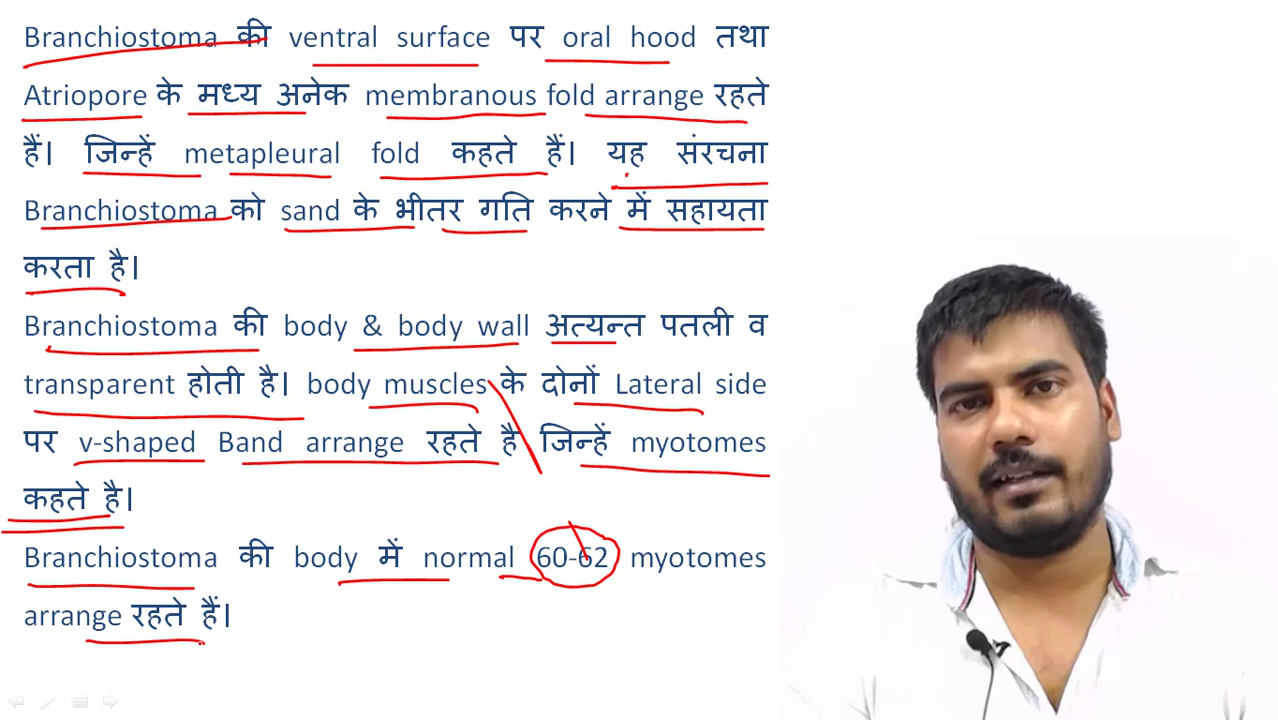 Branchiostoma की ventral surface पर oral hood तथा
Atriopore के मध्य अनेक membranous fold arrange रहते
हैं। जिन्हें metapleural fold कहते हैं। यह संरचना
Branchiostoma को sand के भीतर गति करने में सहायता
करता है।
Branchiostoma की body & body wall अत्यन्त पतली व
transparent होती है। body muscles के दोनों Lateral side
पर v-shaped Band arrange रहते है जिन्हें myotomes
कहते है।
Branchiostoma की body में normal 60-62 myotomes
arrange रहते हैं।